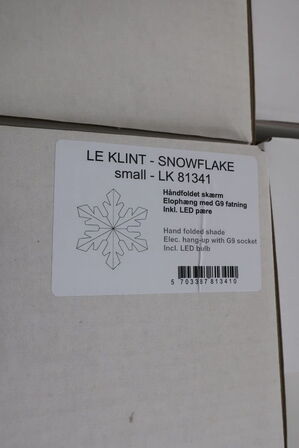 LE KLINT - SNOWFLAKE
small - LK 81341
Håndfoldet skærm
Elophæng med G9 fatning
Inkl. LED pære
Hand folded shade
Elec. hang-up with G9 socket
Incl. LED bulb
5 703387 813410